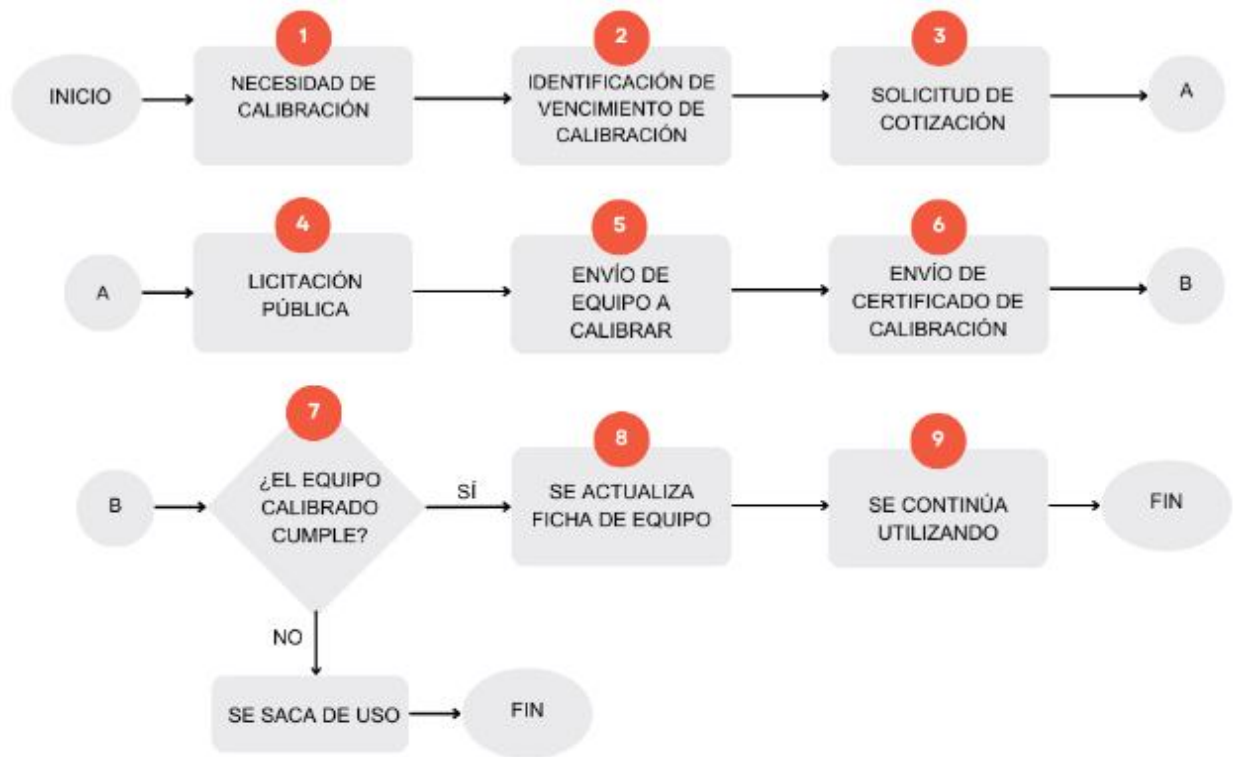 1
2
3
INICIO
NECESIDAD DE
CALIBRACIÓN
IDENTIFICACIÓN DE
VENCIMIENTO DE
CALIBRACIÓN
SOLICITUD DE
COTIZACIÓN
A
4
5
6
A
LICITACIÓN
PÚBLICA
ENVÍO DE
EQUIPO A
CALIBRAR
ENVÍO DE
CERTIFICADO DE
CALIBRACIÓN
B
7
8
9
B
¿EL EQUIPO
CALIBRADO
CUMPLE?
SÍ
SE ACTUALIZA
FICHA DE EQUIPO
SE CONTINÚA
UTILIZANDO
FIN
NO
SE SACA DE USO
FIN